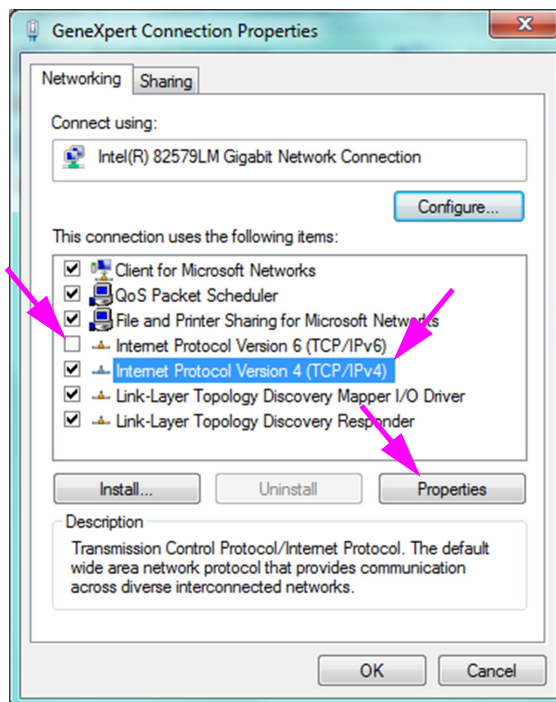 GeneXpert Connection Properties
Networking
Sharing
Connect using:
Intel(R) 82579LM Gigabit Network Connection
Configure...
This connection uses the following items:
Client for Microsoft Networks
QoS Packet Scheduler
File and Printer Sharing for Microsoft Networks
Internet Protocol Version 6 (TCP/IPv6)
Internet Protocol Version 4 (TCP/IPv4)
Link-Layer Topology Discovery Mapper I/O Driver
Link-Layer Topology Discovery Responder
Install...
Uninstall
Properties
Description
Transmission Control Protocol/Internet Protocol. The default
wide area network protocol that provides communication
across diverse interconnected networks.
OK
Cancel